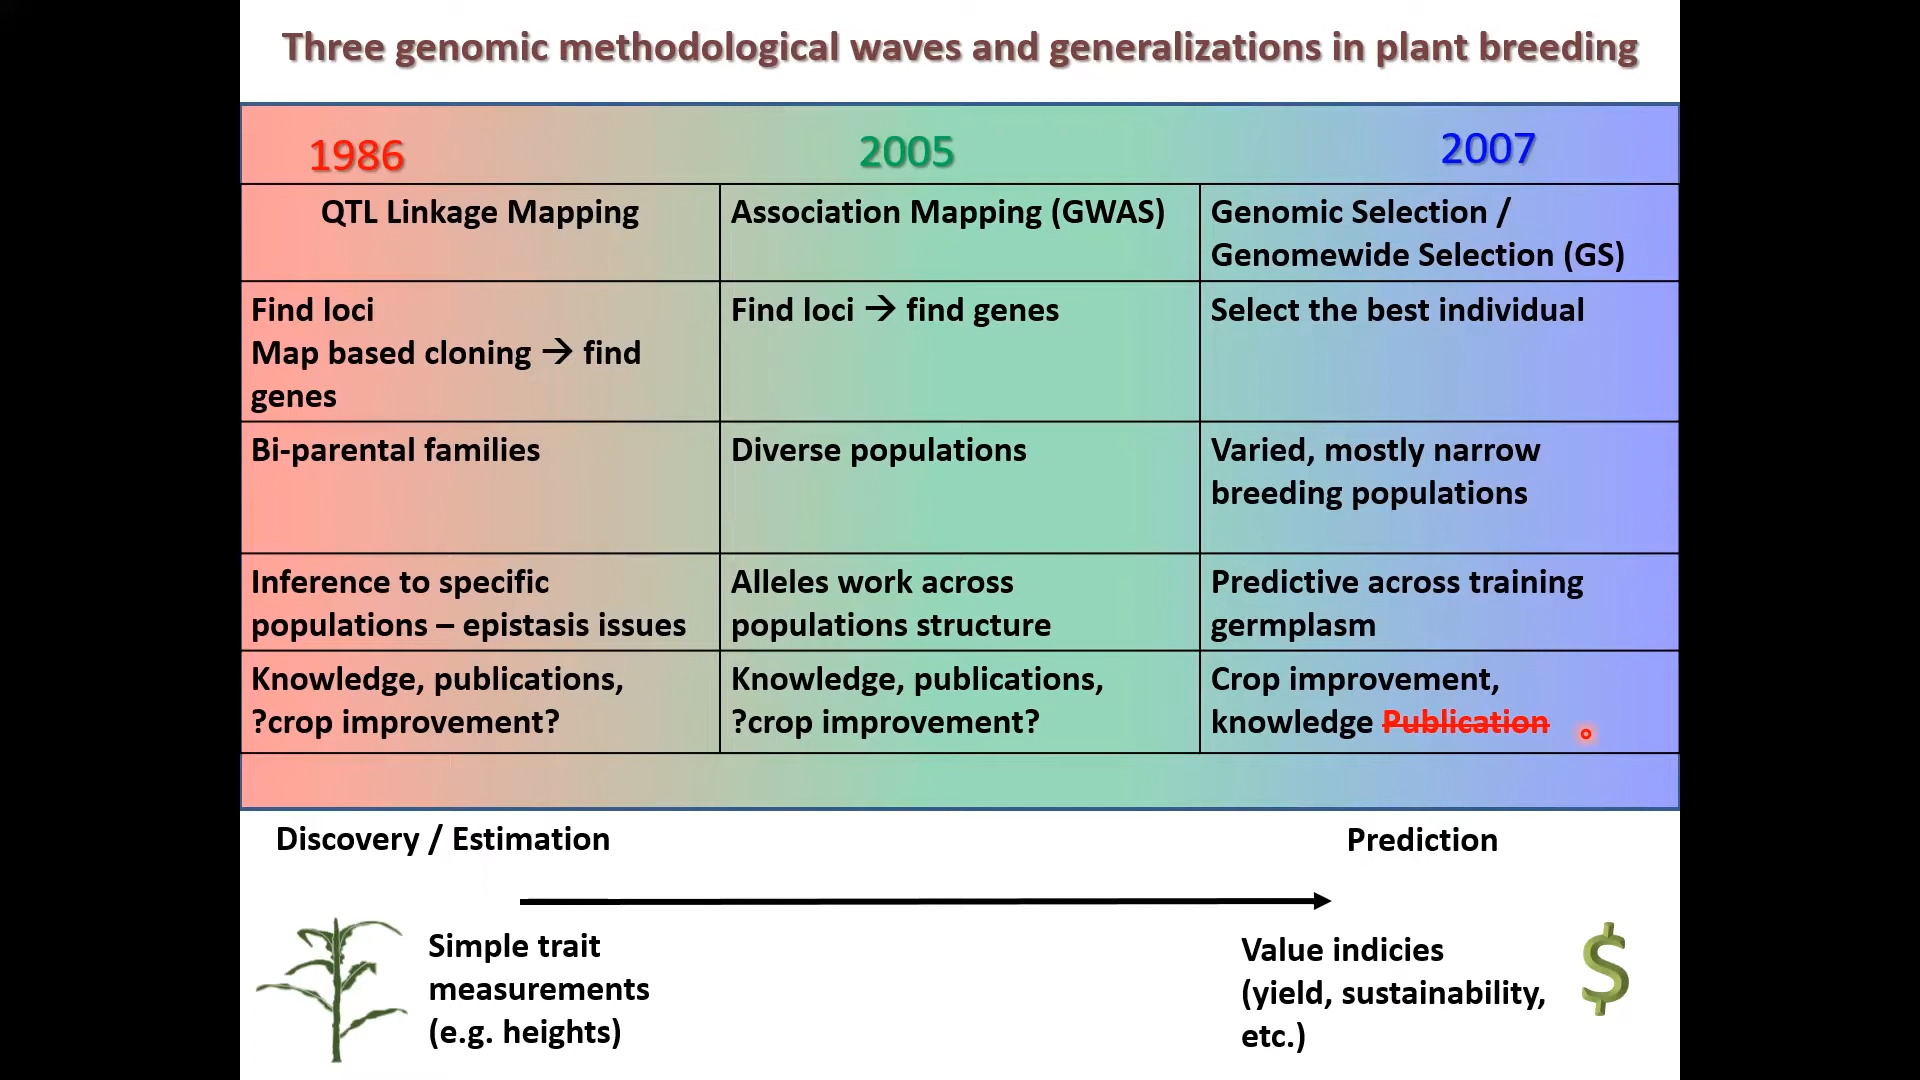 Three genomic methodological waves and generalizations in plant breeding
1986
2005
2007
QTL Linkage Mapping
Association Mapping (GWAS)
Genomic Selection /
Genomewide Selection (GS)
Find loci
Map based cloning → find
genes
Find loci → find genes
Select the best individual
Bi-parental families
Diverse populations
Varied, mostly narrow
breeding populations
Inference to specific
populations – epistasis issues
Alleles work across
populations structure
Predictive across training
germplasm
Knowledge, publications,
?crop improvement?
Knowledge, publications,
?crop improvement?
Crop improvement,
knowledge Publication
Discovery / Estimation
Prediction
Simple trait
measurements
(e.g. heights)
Value indicies
(yield, sustainability,
etc.)
$